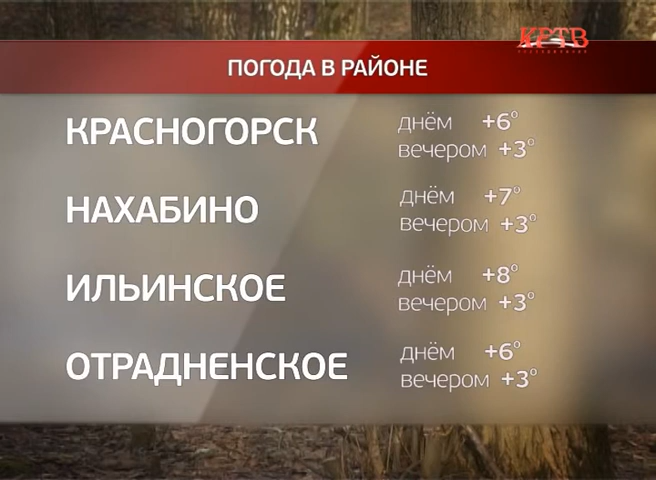 КРТВ
ПОГОДА В РАЙОНЕ
КРАСНОГОРСК
днём +6°
вечером +3°
НАХАБИНО
днём +7°
вечером +3°
ИЛЬИНСКОЕ
днём +8°
вечером +3°
ОТРАДНЕНСКОЕ
днём +6°
вечером +3°